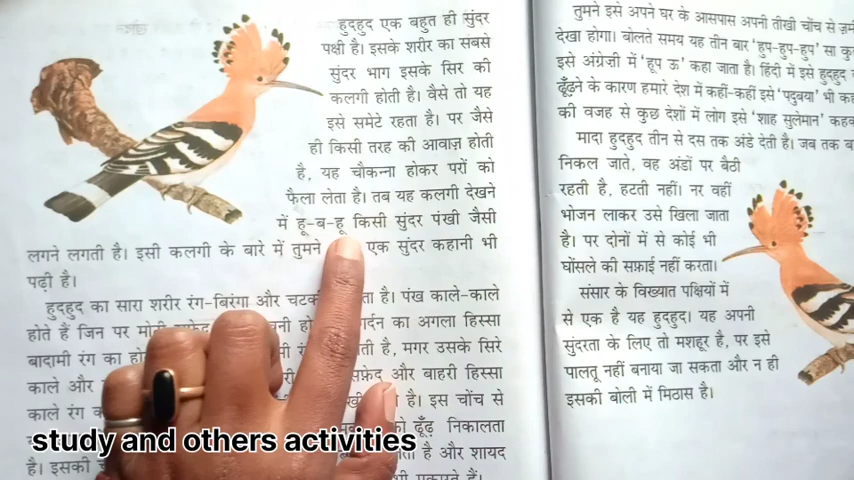 हुदहुद एक बहुत ही सुंदर
पक्षी है। इसके शरीर का सबसे
सुंदर भाग इसके सिर की
कलगी होती है। वैसे तो यह
इसे समेटे रहता है। पर जैसे
ही किसी तरह की आवाज़ होती
है, यह चौकन्ना होकर परों को
फैला लेता है। तब यह कलगी देखने
में हू-ब-हू किसी सुंदर पंखी जैसी
लगने लगती है। इसी कलगी के बारे में तुमने एक सुंदर कहानी भी
पढ़ी है।
हुदहुद का सारा शरीर रंग-बिरंगा और है। पंख काले-काले
होते हैं जिन पर मोटी का अगला हिस्सा
बादामी रंग का है, मगर उसके सिरे
काले और और बाहरी हिस्सा
काले रंग है। इस चोंच से
को ढूँढ़ निकालता
है और शायद
है। इसकी
study and others activities
तुमने इसे अपने घर के आसपास अपनी तीखी चोंच से
देखा होगा। बोलते समय यह तीन बार 'हुप-हुप-हुप' सा
इसे अंग्रेज़ी में 'हूप ऊ' कहा जाता है। हिंदी में इसे हुदहुद
ढूँढ़ने के कारण हमारे देश में कहीं-कहीं इसे 'पदुबया' भी
की वजह से कुछ देशों में लोग इसे 'शाह सुलेमान'
मादा हुदहुद तीन से दस तक अंडे देती है। जब तक
निकल जाते, वह अंडों पर बैठी
रहती है, हटती नहीं। नर वहीं
भोजन लाकर उसे खिला जाता
है। पर दोनों में से कोई भी
घोंसले की सफ़ाई नहीं करता।
संसार के विख्यात पक्षियों में
से एक है यह हुदहुद। यह अपनी
सुंदरता के लिए तो मशहूर है, पर इसे
पालतू नहीं बनाया जा सकता और न ही
इसकी बोली में मिठास है।